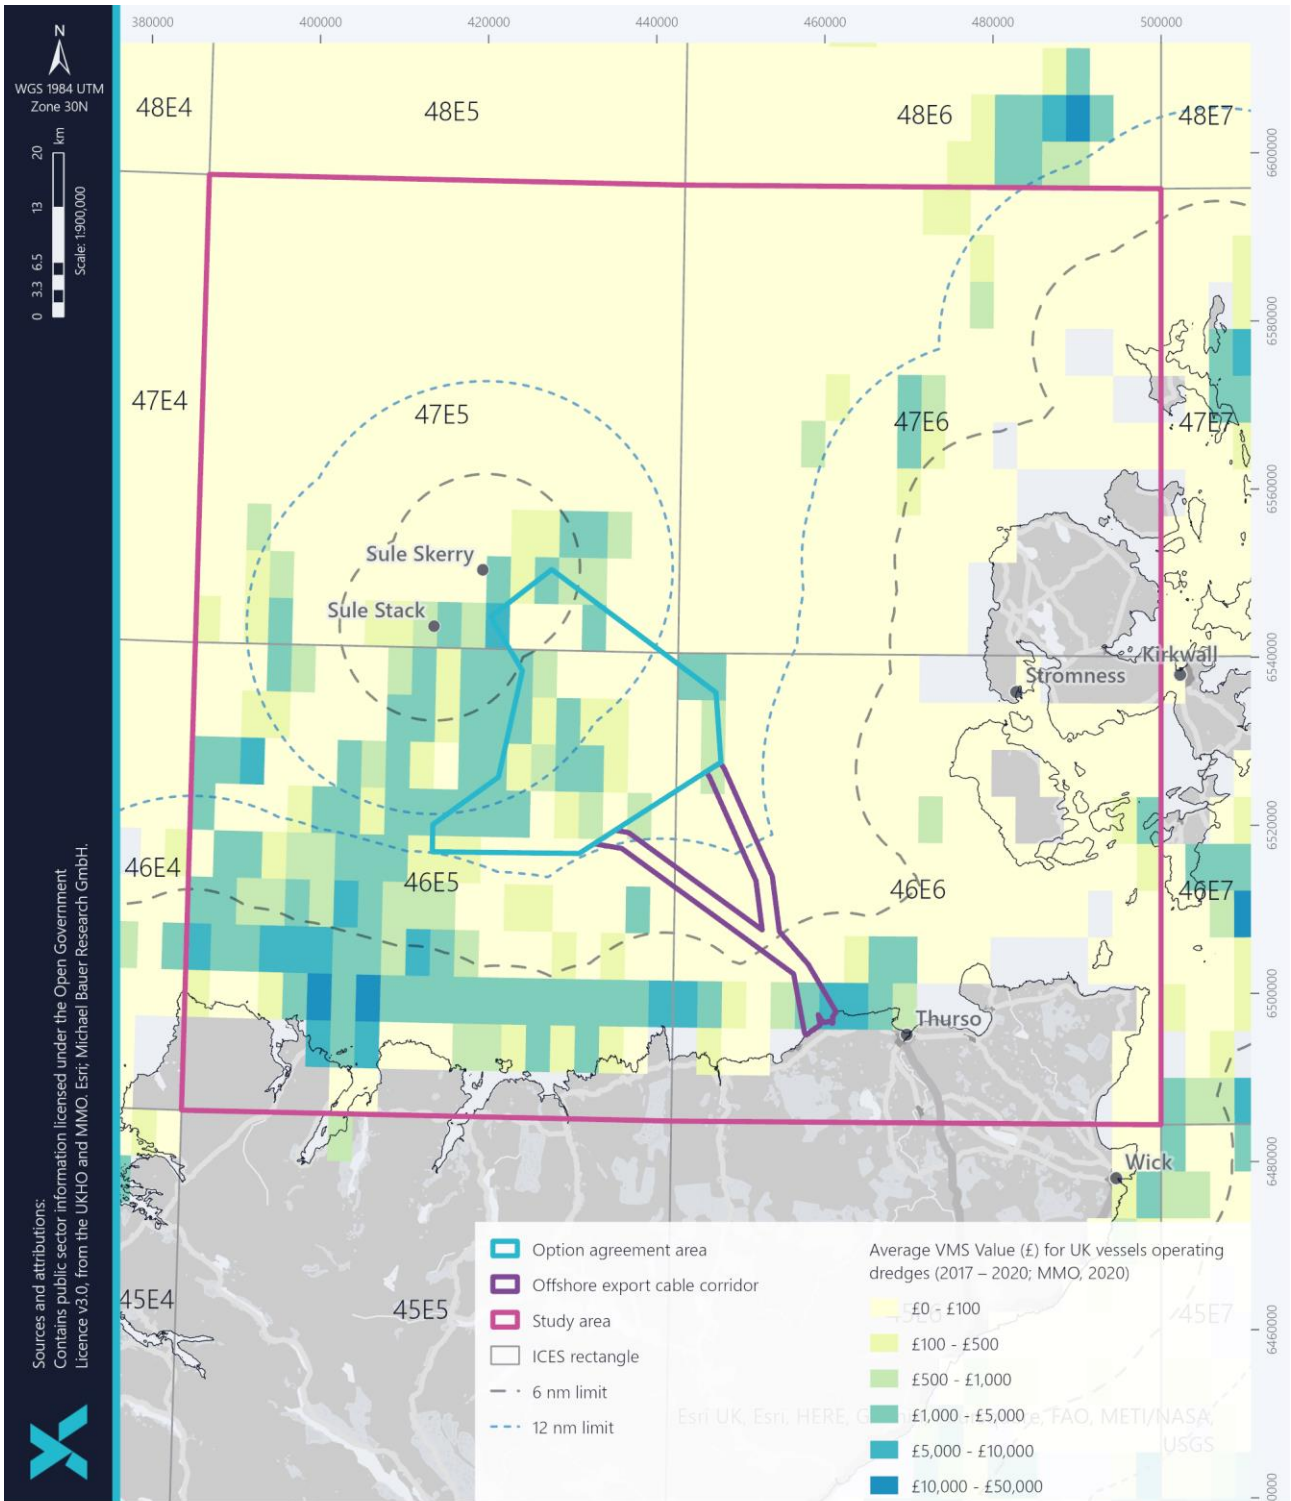 380000
400000
420000
440000
460000
480000
500000
N
WGS 1984 UTM
Zone 30N
km
20
13
6.5
3.3
0
Scale: 1:900,000
48E4
48E5
48E6
48E7
6600000
6580000
47E4
47E5
47E6
47E7
6560000
Sule Skerry
Sule Stack
6540000
Kirkwall
Stromness
6520000
46E4
46E5
46E6
46E7
6500000
Thurso
6480000
Wick
45E4
45E5
45E7
6460000
Sources and attributions:
Contains public sector information licensed under the Open Government
Licence v3.0, from the UKHO and MMO. Esri; Michael Bauer Research GmbH.
Option agreement area
Offshore export cable corridor
Study area
ICES rectangle
6 nm limit
12 nm limit
Average VMS Value (£) for UK vessels operating
dredges (2017 – 2020; MMO, 2020)
£0 - £100
£100 - £500
£500 - £1,000
£1,000 - £5,000
£5,000 - £10,000
£10,000 - £50,000
Esri UK, Esri, HERE, FAO, METI/NASA,
USGS